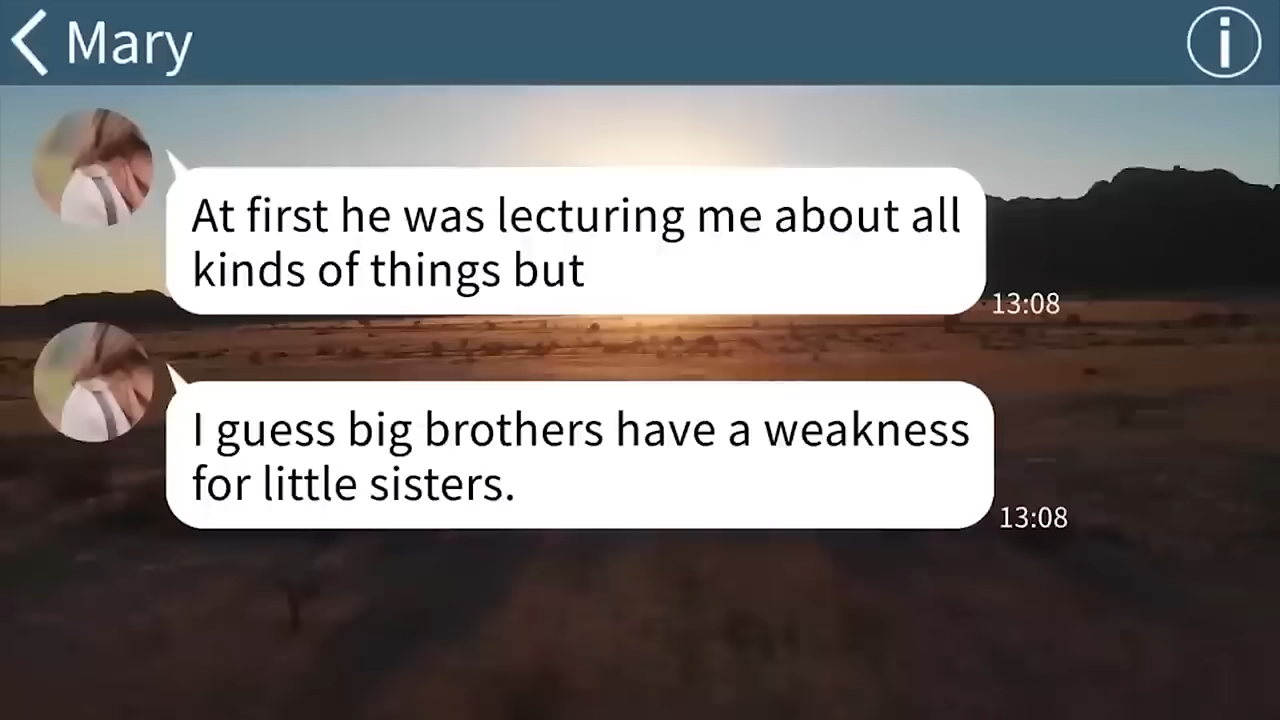 Mary
At first he was lecturing me about all
kinds of things but
13:08
I guess big brothers have a weakness
for little sisters.
13:08